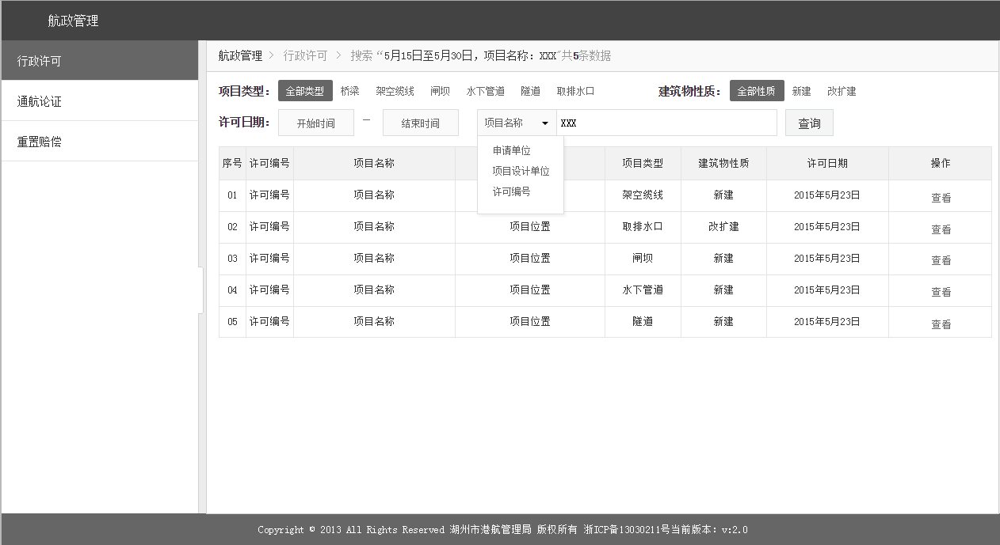 航政管理
行政许可
通航论证
重置赔偿
航政管理 > 行政许可 > 搜索“5月15日至5月30日，项目名称：XXX”共5条数据
项目类型： 全部类型 桥梁 架空缆线 闸坝 水下管道 隧道 取排水口 建筑物性质： 全部性质 新建 改扩建
许可日期： 开始时间 — 结束时间 项目名称 XXX 查询
申请单位
项目设计单位
许可编号
序号 许可编号 项目名称 项目类型 建筑物性质 许可日期 操作
01 许可编号 项目名称 架空缆线 新建 2015年5月23日 查看
02 许可编号 项目名称 项目位置 取排水口 改扩建 2015年5月23日 查看
03 许可编号 项目名称 项目位置 闸坝 新建 2015年5月23日 查看
04 许可编号 项目名称 项目位置 水下管道 新建 2015年5月23日 查看
05 许可编号 项目名称 项目位置 隧道 新建 2015年5月23日 查看
Copyright © 2013 All Rights Reserved 湖州市港航管理局 版权所有 浙ICP备13030211号当前版本：v:2.0